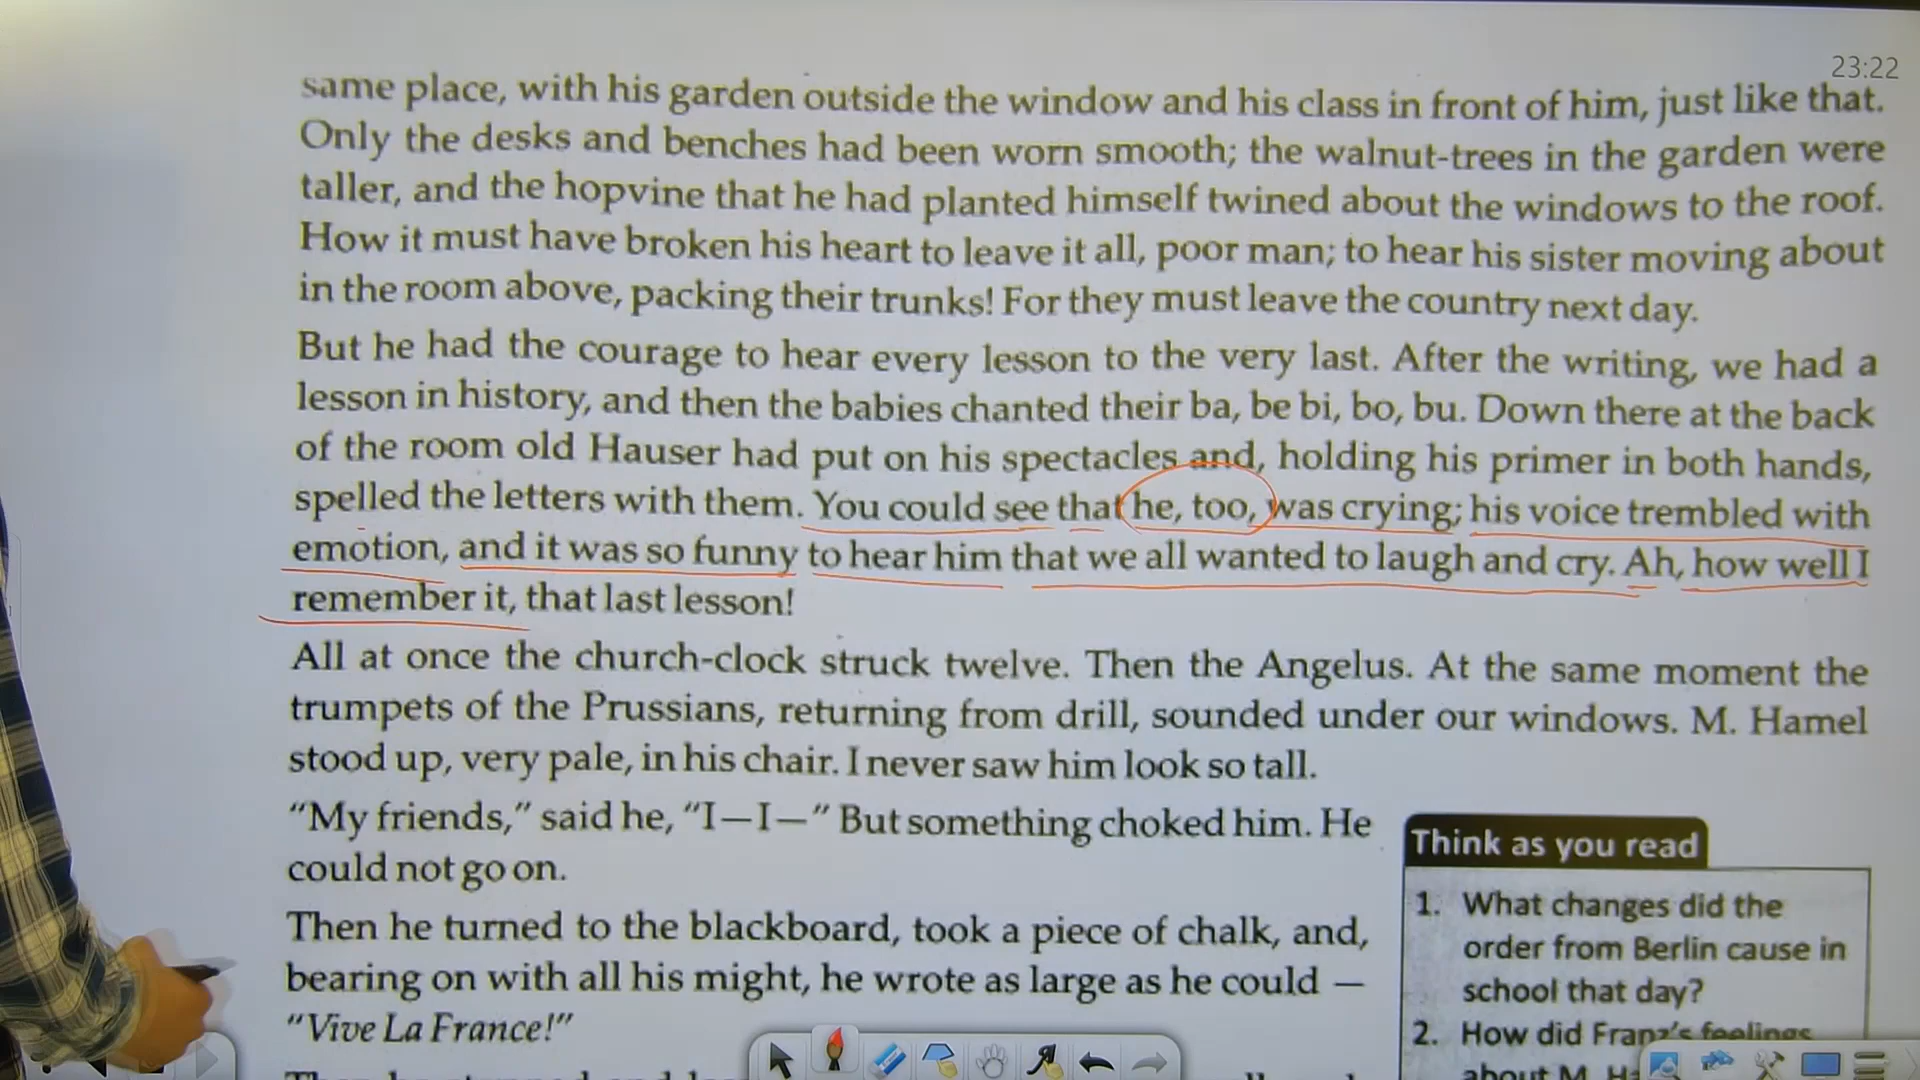 23:22
same place, with his garden outside the window and his class in front of him, just like that.
Only the desks and benches had been worn smooth; the walnut-trees in the garden were
taller, and the hopvine that he had planted himself twined about the windows to the roof.
How it must have broken his heart to leave it all, poor man; to hear his sister moving about
in the room above, packing their trunks! For they must leave the country next day.
But he had the courage to hear every lesson to the very last. After the writing, we had a
lesson in history, and then the babies chanted their ba, be bi, bo, bu. Down there at the back
of the room old Hauser had put on his spectacles and, holding his primer in both hands,
spelled the letters with them. You could see that he, too, was crying; his voice trembled with
emotion, and it was so funny to hear him that we all wanted to laugh and cry. Ah, how well I
remember it, that last lesson!
All at once the church-clock struck twelve. Then the Angelus. At the same moment the
trumpets of the Prussians, returning from drill, sounded under our windows. M. Hamel
stood up, very pale, in his chair. I never saw him look so tall.
“My friends,” said he, “I—I—” But something choked him. He
could not go on.
Then he turned to the blackboard, took a piece of chalk, and,
bearing on with all his might, he wrote as large as he could —
“Vive La France!”
Think as you read
1. What changes did the
order from Berlin cause in
school that day?
2. How did Franz's feelings
about M.